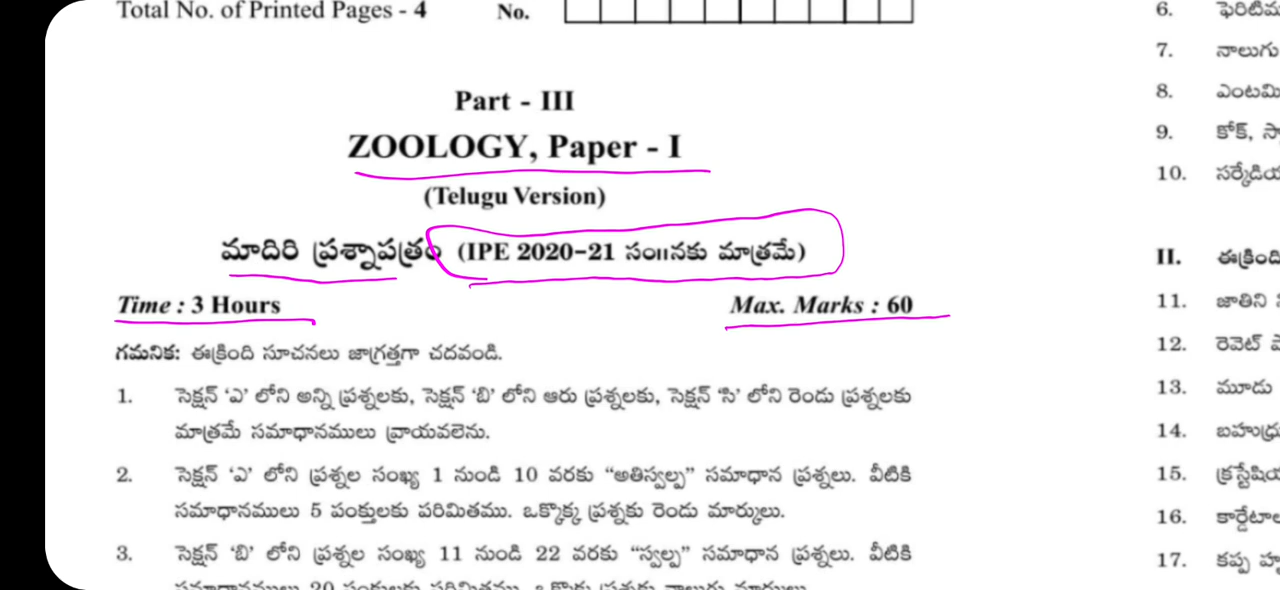 Total No. of Printed Pages - 4
No.
Part - III
ZOOLOGY, Paper - I
(Telugu Version)
మాదిరి ప్రశ్నాపత్రం (IPE 2020-21 సం॥నకు మాత్రమే)
Time : 3 Hours
Max. Marks : 60
గమనిక: ఈక్రింది సూచనలు జాగ్రత్తగా చదవండి.
1. సెక్షన్ 'ఎ' లోని అన్ని ప్రశ్నలకు, సెక్షన్ 'బి' లోని ఆరు ప్రశ్నలకు, సెక్షన్ 'సి' లోని రెండు ప్రశ్నలకు
మాత్రమే సమాధానములు వ్రాయవలెను.
2. సెక్షన్ 'ఎ' లోని ప్రశ్నల సంఖ్య 1 నుండి 10 వరకు "అతిస్వల్ప" సమాధాన ప్రశ్నలు. వీటికి
సమాధానములు 5 పంక్తులకు పరిమితము. ఒక్కొక్క ప్రశ్నకు రెండు మార్కులు.
3. సెక్షన్ 'బి' లోని ప్రశ్నల సంఖ్య 11 నుండి 22 వరకు "స్వల్ప" సమాధాన ప్రశ్నలు. వీటికి
6.
7. నాలుగు
8.
9. కోక్,
10.
II. ఈక్రింది
11. జాతిని
12. రెవెట్
13. మూడు
14.
15.
16.
17. కప్ప